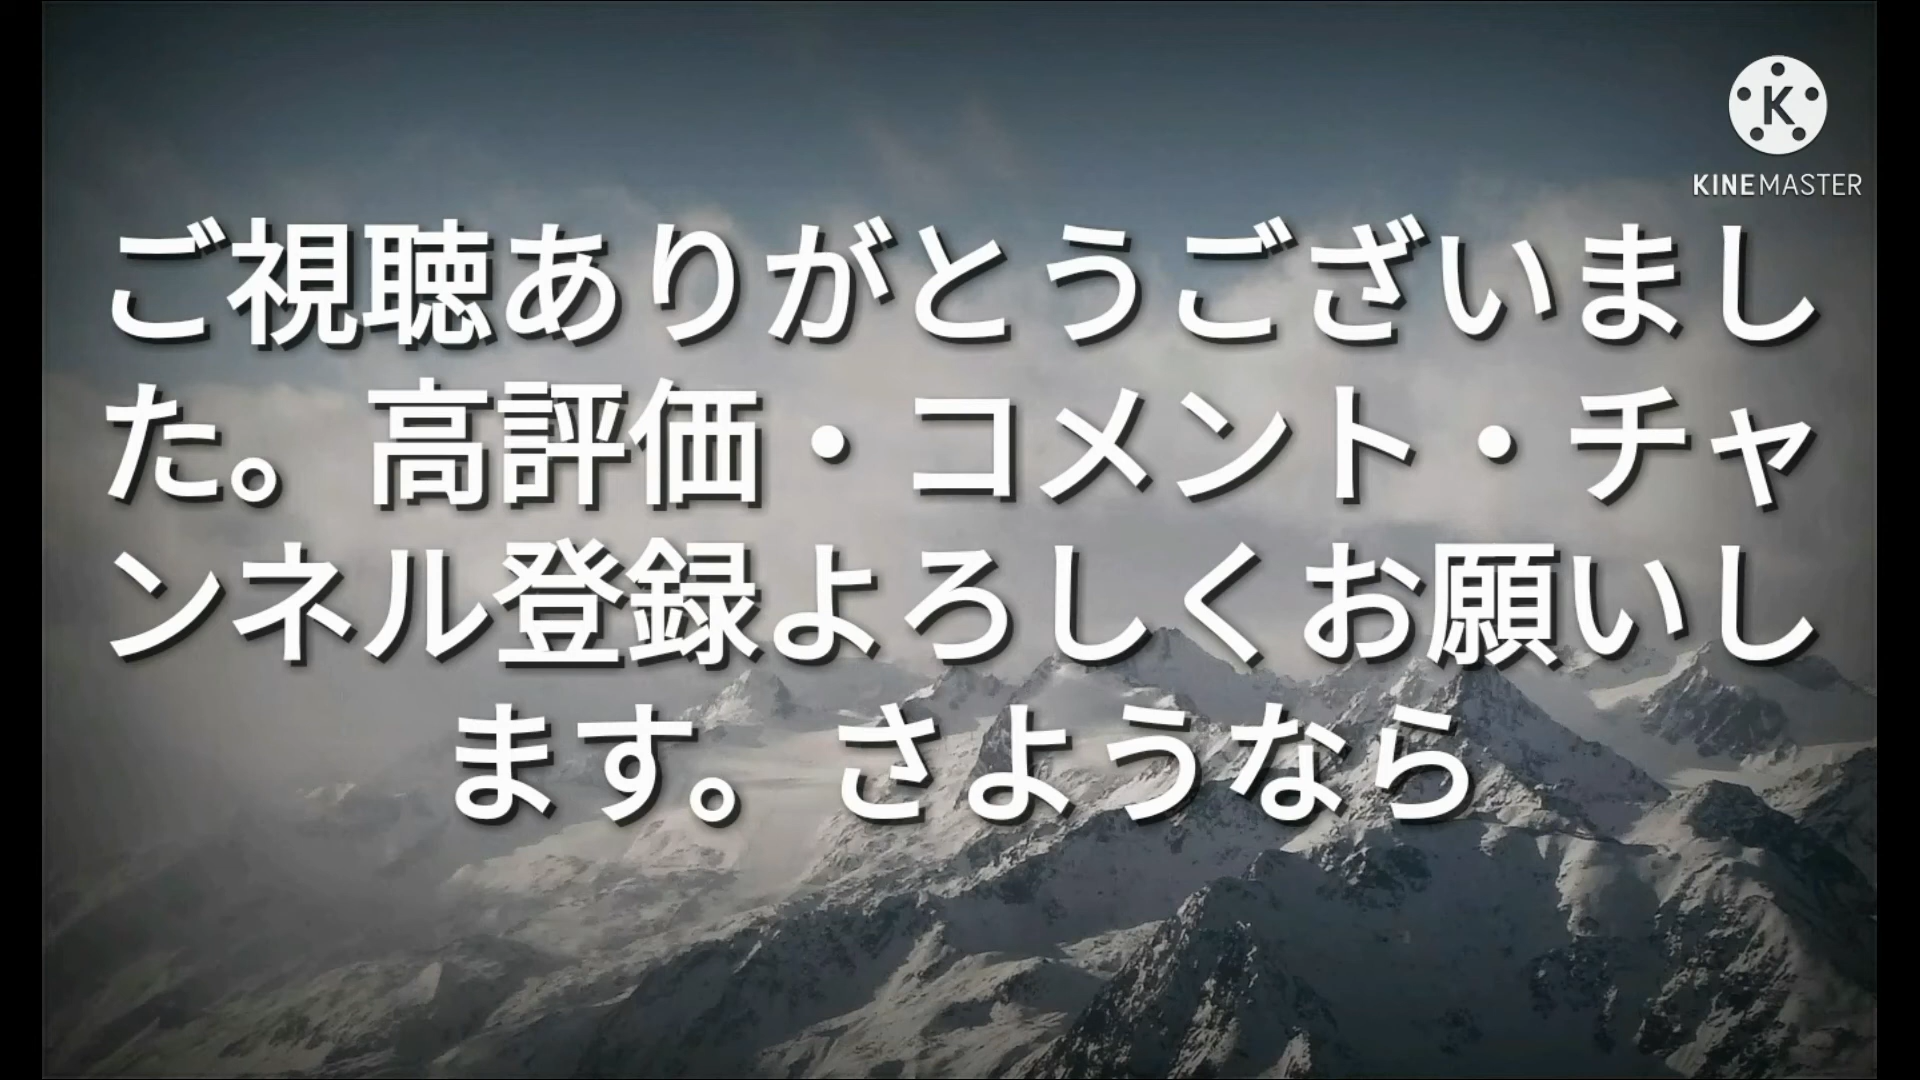 K
KINEMASTER
ご視聴ありがとうございまし
た。高評価・コメント・チャ
ンネル登録よろしくお願いし
ます。さようなら